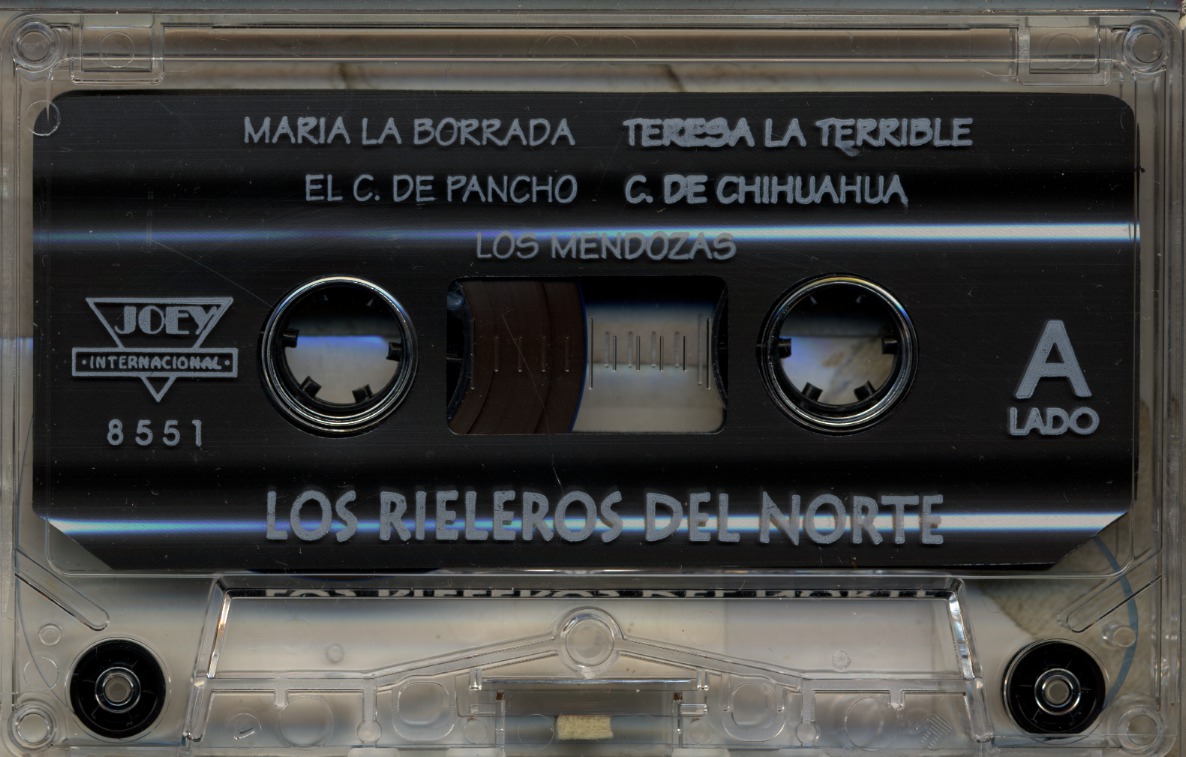 MARIA LA BORRADA TERESA LA TERRIBLE
EL C. DE PANCHO C. DE CHIHUAHUA
LOS MENDOZAS
JOEY
·INTERNACIONAL·
8551
A
LADO
LOS RIELEROS DEL NORTE